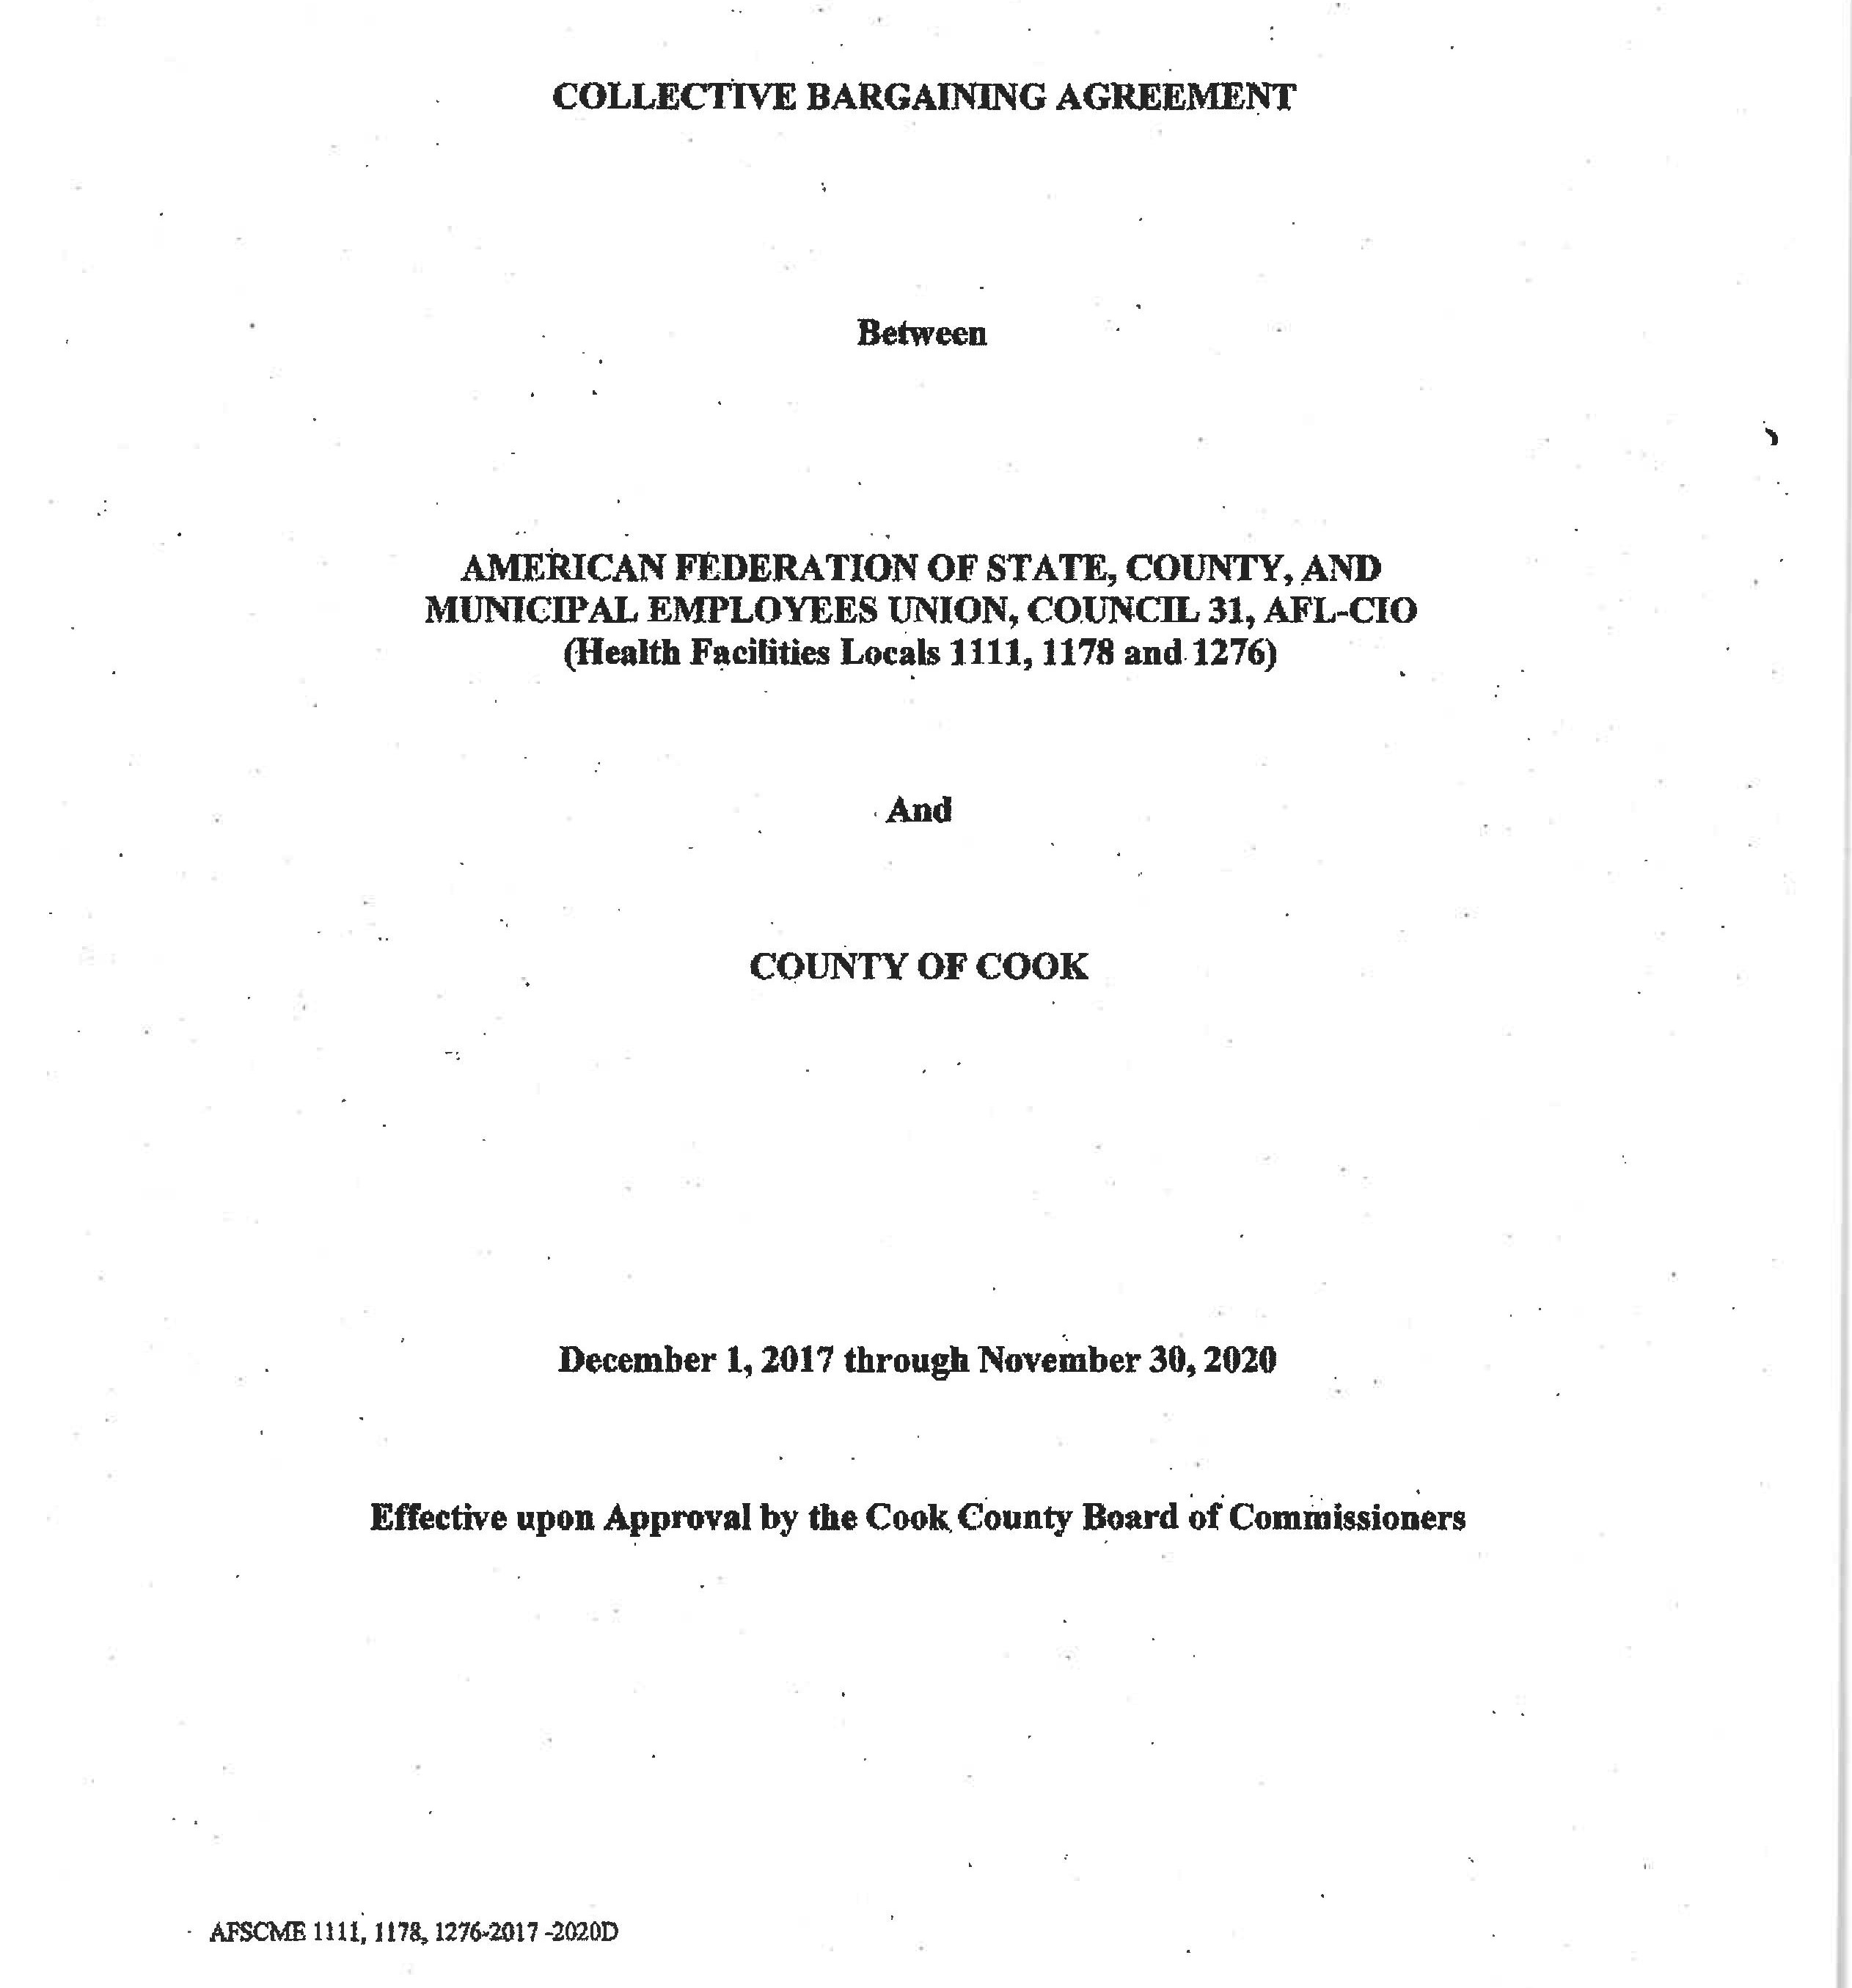 COLLECTIVE BARGAINING AGREEMENT
Between
AMERICAN FEDERATION OF STATE, COUNTY, AND
MUNICIPAL EMPLOYEES UNION, COUNCIL 31, AFL-CIO
(Health Facilities Locals 1111, 1178 and 1276)
And
COUNTY OF COOK
December 1, 2017 through November 30, 2020
Effective upon Approval by the Cook County Board of Commissioners
AFSCME 1111, 1178, 1276-2017 -2020D